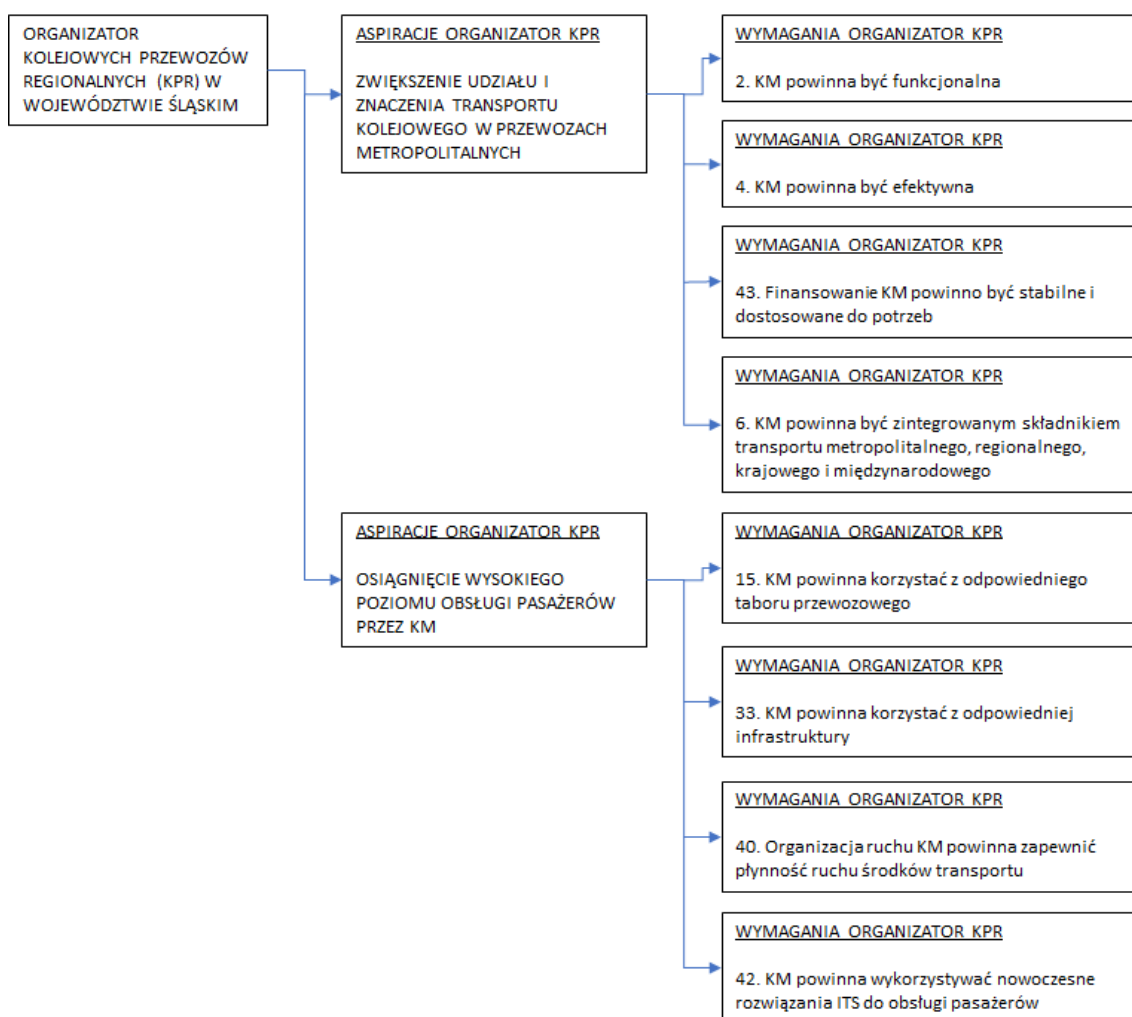 ORGANIZATOR
KOLEJOWYCH PRZEWOZÓW
REGIONALNYCH (KPR) W
WOJEWÓDZTWIE ŚLĄSKIM
ASPIRACJE ORGANIZATOR KPR
ZWIĘKSZENIE UDZIAŁU I
ZNACZENIA TRANSPORTU
KOLEJOWEGO W PRZEWOZACH
METROPOLITALNYCH
WYMAGANIA ORGANIZATOR KPR
2. KM powinna być funkcjonalna
WYMAGANIA ORGANIZATOR KPR
4. KM powinna być efektywna
WYMAGANIA ORGANIZATOR KPR
43. Finansowanie KM powinno być stabilne i
dostosowane do potrzeb
WYMAGANIA ORGANIZATOR KPR
6. KM powinna być zintegrowanym składnikiem
transportu metropolitalnego, regionalnego,
krajowego i międzynarodowego
ASPIRACJE ORGANIZATOR KPR
OSIĄGNIĘCIE WYSOKIEGO
POZIOMU OBSŁUGI PASAŻERÓW
PRZEZ KM
WYMAGANIA ORGANIZATOR KPR
15. KM powinna korzystać z odpowiedniego
taboru przewozowego
WYMAGANIA ORGANIZATOR KPR
33. KM powinna korzystać z odpowiedniej
infrastruktury
WYMAGANIA ORGANIZATOR KPR
40. Organizacja ruchu KM powinna zapewnić
płynność ruchu środków transportu
WYMAGANIA ORGANIZATOR KPR
42. KM powinna wykorzystywać nowoczesne
rozwiązania ITS do obsługi pasażerów